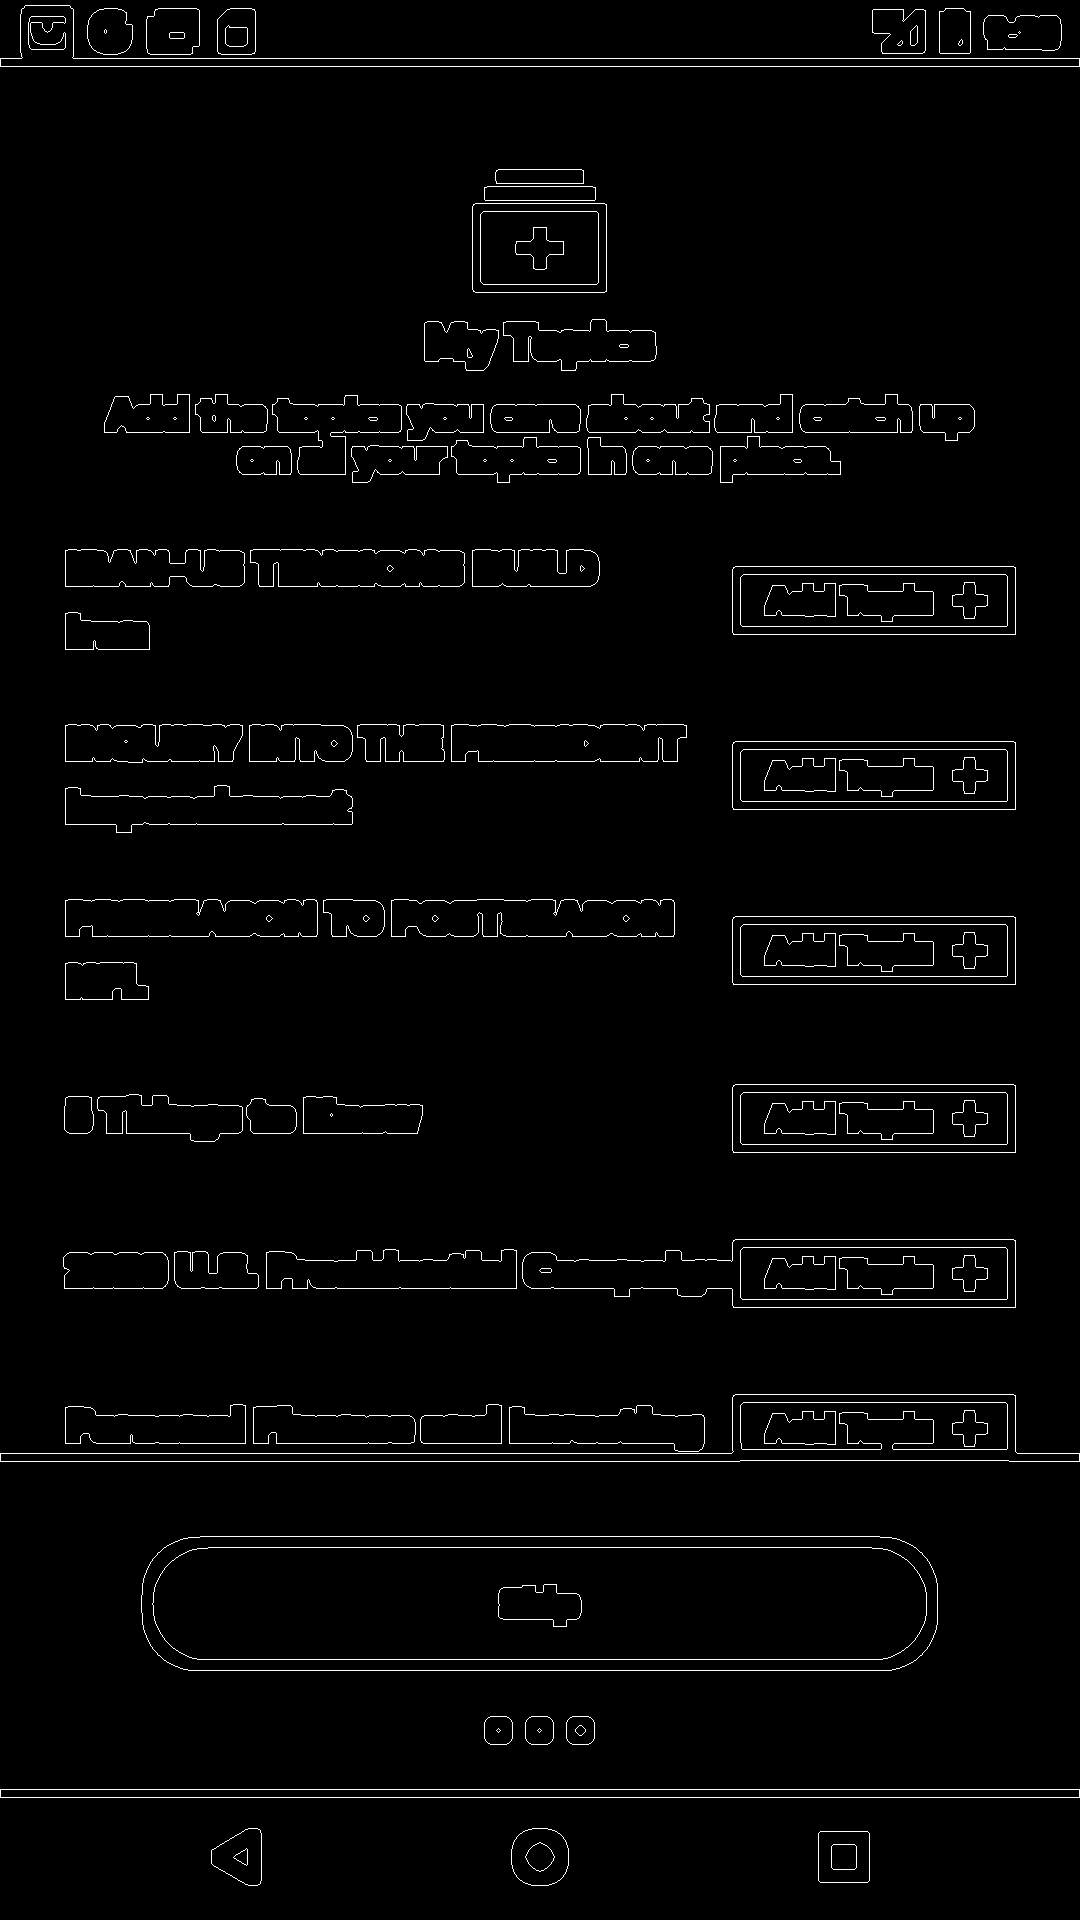 My Topics
Add the topics you care about and catch up
on all your topics in one place.
IRAN-US TENSIONS BUILD
Iran
Add Topic
INQUIRY INTO THE PRESIDENT
Impeachment
Add Topic
PRESEASON TO POSTSEASON
NFL
Add Topic
5 Things to Know
Add Topic
2020 U.S. Presidential Campaign
Add Topic
Personal Finance and Investing
Add Topic